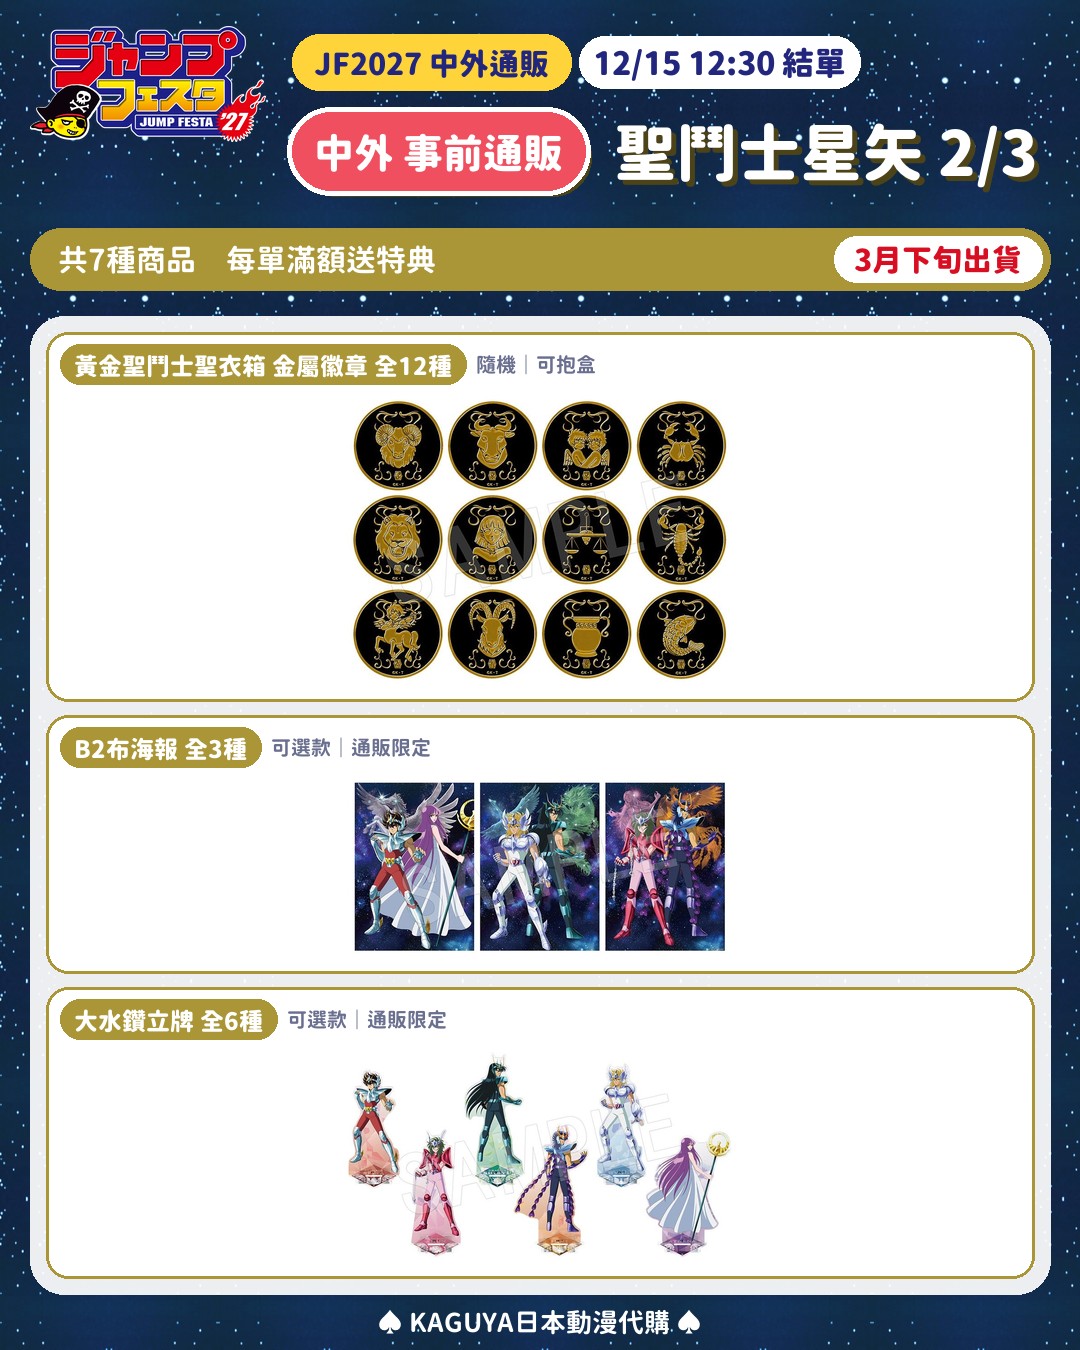 ジャンプ
フェスタ
JUMP FESTA '27
JF2027 中外通販
12/15 12:30 結單
中外 事前通販
聖鬥士星矢 2/3
共7種商品 每單滿額送特典
3月下旬出貨
黃金聖鬥士聖衣箱 金屬徽章 全12種
隨機｜可抱盒
SAMPLE
B2布海報 全3種
可選款｜通販限定
SAMPLE
大水鑽立牌 全6種
可選款｜通販限定
SAMPLE
♠ KAGUYA日本動漫代購 ♠